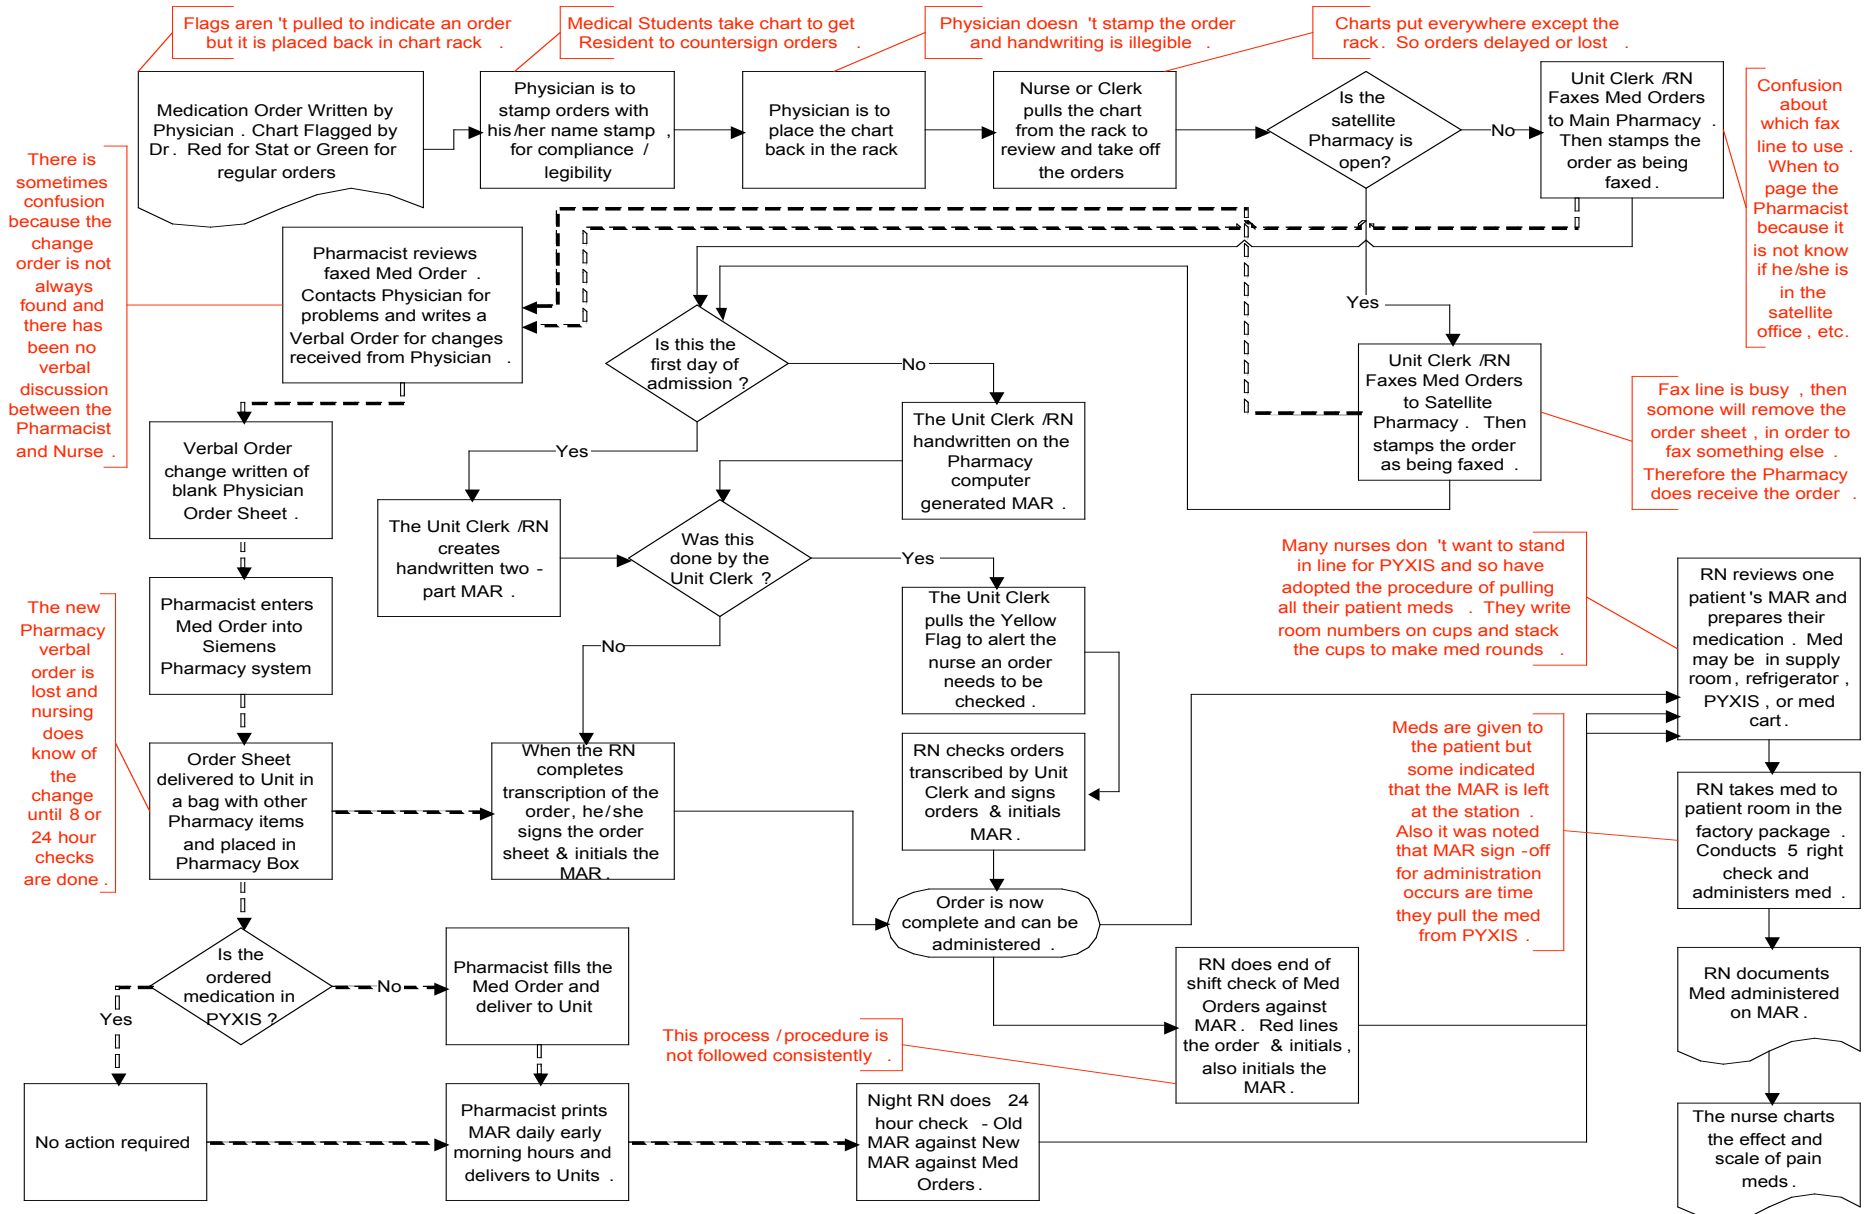 Flags aren 't pulled to indicate an order
but it is placed back in chart rack .
Medical Students take chart to get
Resident to countersign orders .
Physician doesn 't stamp the order
and handwriting is illegible .
Charts put everywhere except the
rack. So orders delayed or lost .
Medication Order Written by
Physician . Chart Flagged by
Dr. Red for Stat or Green for
regular orders
Physician is to
stamp orders with
his/her name stamp ,
for compliance /
legibility
Physician is to
place the chart
back in the rack
Nurse or Clerk
pulls the chart
from the rack to
review and take off
the orders
Is the
satellite
Pharmacy is
open?
No
Unit Clerk /RN
Faxes Med Orders
to Main Pharmacy .
Then stamps the
order as being
faxed.
Confusion
about
which fax
line to use .
When to
page the
Pharmacist
because it
is not know
if he/she is
in the
satellite
office , etc.
There is
sometimes
confusion
because the
change
order is not
always
found and
there has
been no
verbal
discussion
between the
Pharmacist
and Nurse .
Pharmacist reviews
faxed Med Order .
Contacts Physician for
problems and writes a
Verbal Order for changes
received from Physician .
Yes
Is this the
first day of
admission ?
No
Yes
Unit Clerk /RN
Faxes Med Orders
to Satellite
Pharmacy . Then
stamps the order
as being faxed .
Fax line is busy , then
somone will remove the
order sheet , in order to
fax something else .
Therefore the Pharmacy
does receive the order .
Verbal Order
change written of
blank Physician
Order Sheet .
The Unit Clerk /RN
handwritten on the
Pharmacy
computer
generated MAR .
The Unit Clerk /RN
creates
handwritten two -
part MAR .
Was this
done by the
Unit Clerk ?
Yes
No
The Unit Clerk
pulls the Yellow
Flag to alert the
nurse an order
needs to be
checked .
Many nurses don 't want to stand
in line for PYXIS and so have
adopted the procedure of pulling
all their patient meds . They write
room numbers on cups and stack
the cups to make med rounds .
RN reviews one
patient's MAR and
prepares their
medication . Med
may be in supply
room, refrigerator ,
PYXIS , or med
cart.
The new
Pharmacy
verbal
order is
lost and
nursing
does
know of
the
change
until 8 or
24 hour
checks
are done .
Pharmacist enters
Med Order into
Siemens
Pharmacy system
Order Sheet
delivered to Unit in
a bag with other
Pharmacy items
and placed in
Pharmacy Box
When the RN
completes
transcription of the
order, he/she
signs the order
sheet & initials the
MAR.
RN checks orders
transcribed by Unit
Clerk and signs
orders & initials
MAR.
Meds are given to
the patient but
some indicated
that the MAR is left
at the station .
Also it was noted
that MAR sign -off
for administration
occurs are time
they pull the med
from PYXIS .
RN takes med to
patient room in the
factory package .
Conducts 5 right
check and
administers med .
Order is now
complete and can be
administered .
Is the
ordered
medication in
PYXIS ?
Yes
No
Pharmacist fills the
Med Order and
deliver to Unit
This process /procedure is
not followed consistently .
RN does end of
shift check of Med
Orders against
MAR. Red lines
the order & initials ,
also initials the
MAR.
RN documents
Med administered
on MAR .
No action required
Pharmacist prints
MAR daily early
morning hours and
delivers to Units .
Night RN does 24
hour check - Old
MAR against New
MAR against Med
Orders .
The nurse charts
the effect and
scale of pain
meds .